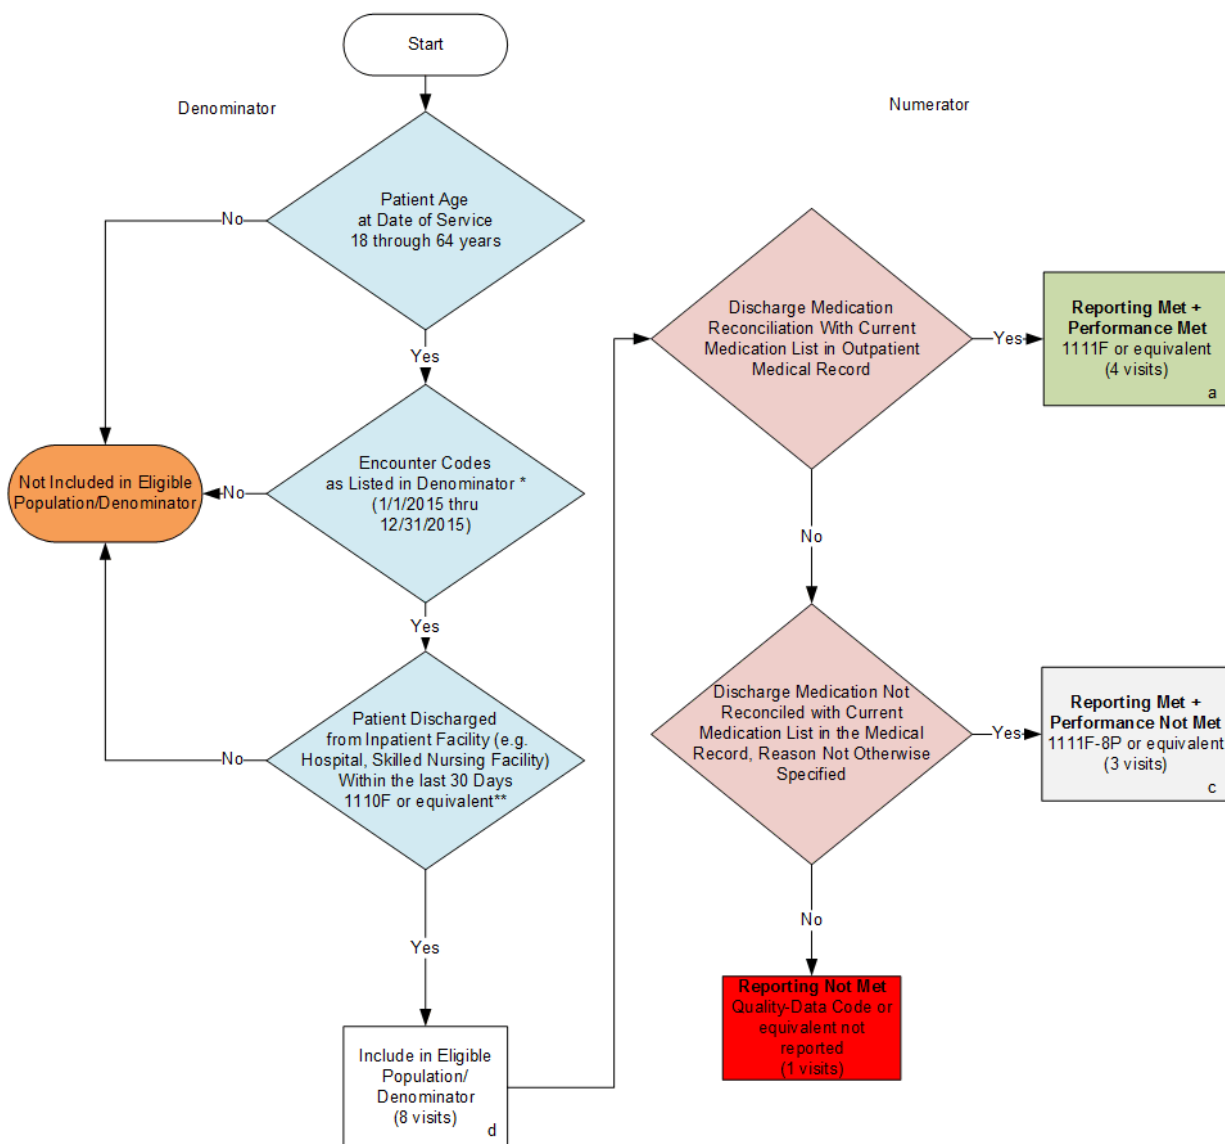 Start
Denominator
Numerator
Patient Age
at Date of Service
18 through 64 years
No
Yes
Encounter Codes
as Listed in Denominator *
(1/1/2015 thru
12/31/2015)
No
Not Included in Eligible
Population/Denominator
Yes
Patient Discharged
from Inpatient Facility (e.g.
Hospital, Skilled Nursing Facility)
Within the last 30 Days
1110F or equivalent**
No
Yes
Include in Eligible
Population/
Denominator
(8 visits)
d
Discharge Medication
Reconciliation With Current
Medication List in Outpatient
Medical Record
Yes
Reporting Met +
Performance Met
1111F or equivalent
(4 visits)
a
No
Discharge Medication Not
Reconciled with Current
Medication List in the Medical
Record, Reason Not Otherwise
Specified
Yes
Reporting Met +
Performance Not Met
1111F-8P or equivalent
(3 visits)
c
No
Reporting Not Met
Quality-Data Code or
equivalent not
reported
(1 visits)